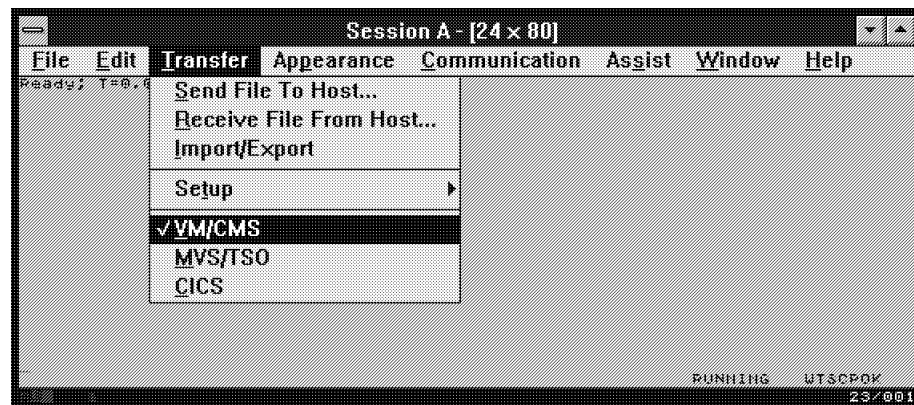 Session A - [24 x 80]
File Edit Transfer Appearance Communication Assist Window Help
Ready; T=0.0
Send File To Host...
Receive File From Host...
Import/Export
Setup
✓VM/CMS
MVS/TSO
CICS
RUNNING WTSCPOK
23/001